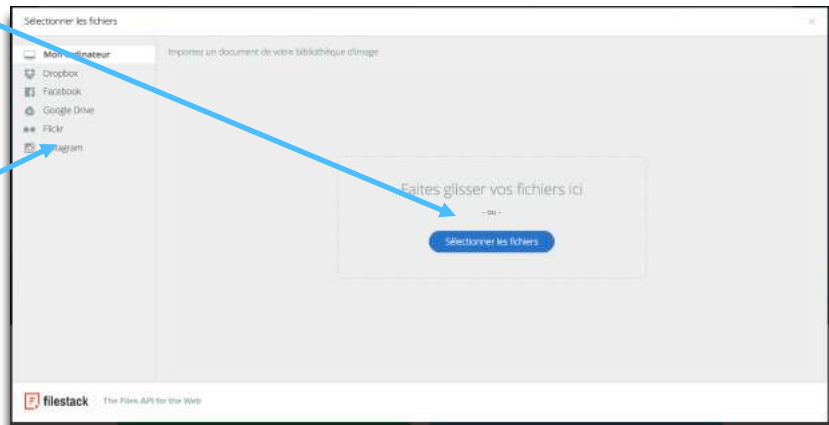 Sélectionner les fichiers
Mon ordinateur
Importez un document de votre bibliothèque d'image
Dropbox
Facebook
Google Drive
Flickr
Instagram
Faites glisser vos fichiers ici
- ou -
Sélectionner les fichiers
filestack
The Files API for the Web